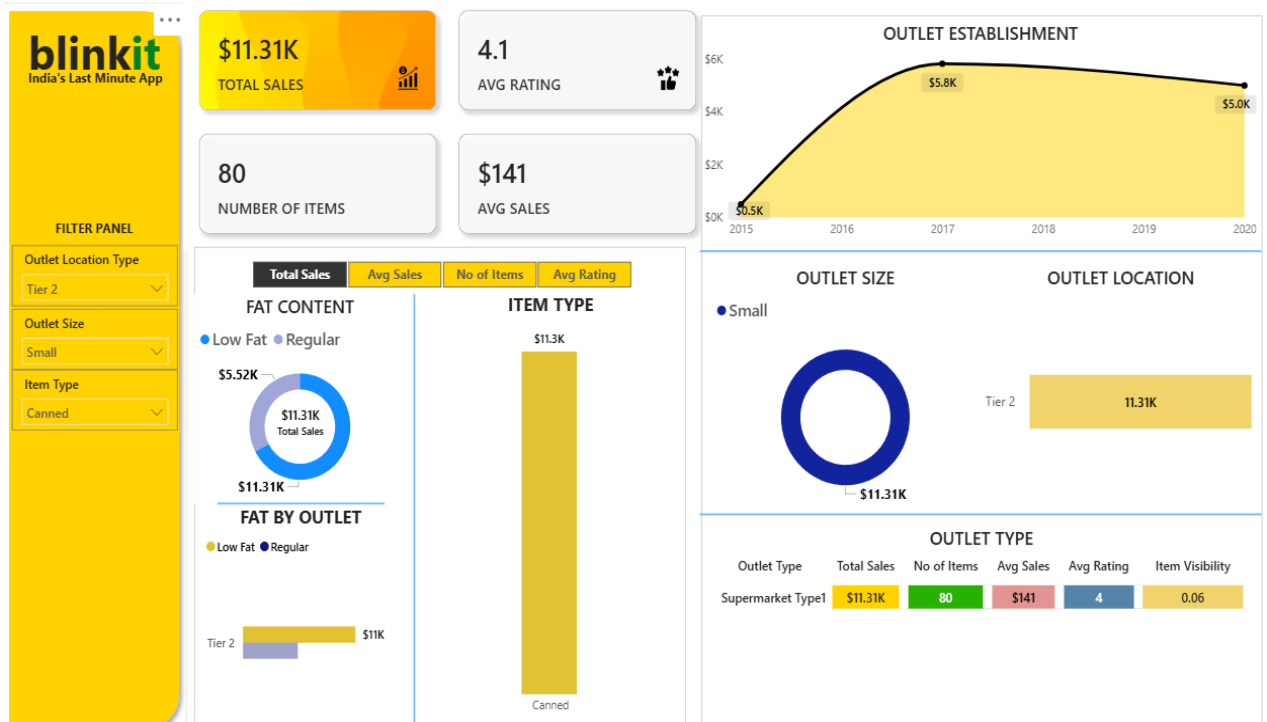 blinkit
India's Last Minute App
FILTER PANEL
Outlet Location Type
Tier 2
Outlet Size
Small
Item Type
Canned
$11.31K
TOTAL SALES
4.1
AVG RATING
80
NUMBER OF ITEMS
$141
AVG SALES
Total Sales Avg Sales No of Items Avg Rating
FAT CONTENT
Low Fat Regular
$5.52K
$11.31K
Total Sales
$11.31K
FAT BY OUTLET
Low Fat Regular
Tier 2
$11K
ITEM TYPE
$11.3K
Canned
OUTLET ESTABLISHMENT
$6K
$4K
$2K
$0K
$0.5K
$5.8K
$5.0K
2015 2016 2017 2018 2019 2020
OUTLET SIZE
Small
$11.31K
OUTLET LOCATION
Tier 2
11.31K
OUTLET TYPE
Outlet Type Total Sales No of Items Avg Sales Avg Rating Item Visibility
Supermarket Type1 $11.31K 80 $141 4 0.06